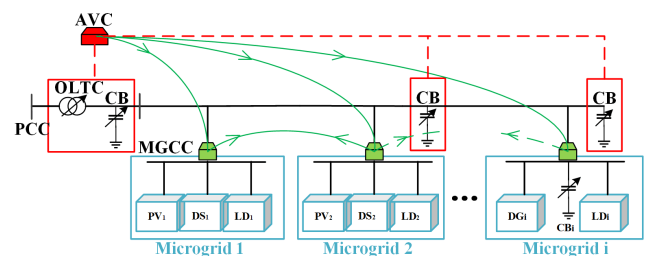 AVC
OLTC
CB
CB
CB
PCC
MGCC
PV1
DS1
LD1
PV2
DS2
LD2
•••
DGi
CBi
LDi
Microgrid 1
Microgrid 2
Microgrid i